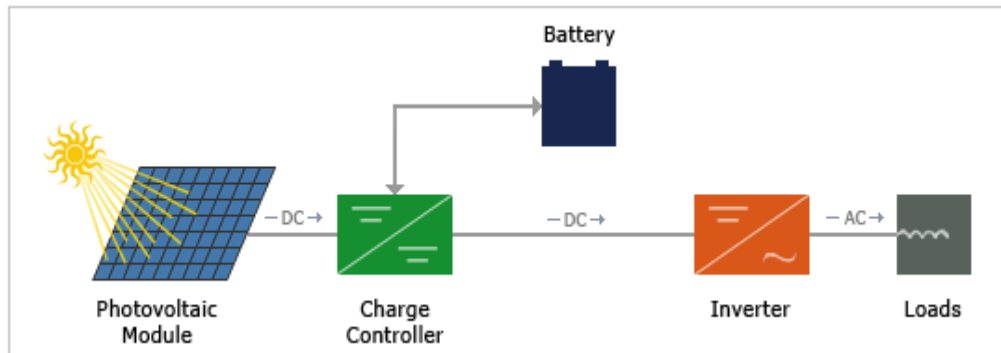 Battery
DC
DC
AC
Photovoltaic
Module
Charge
Controller
Inverter
Loads